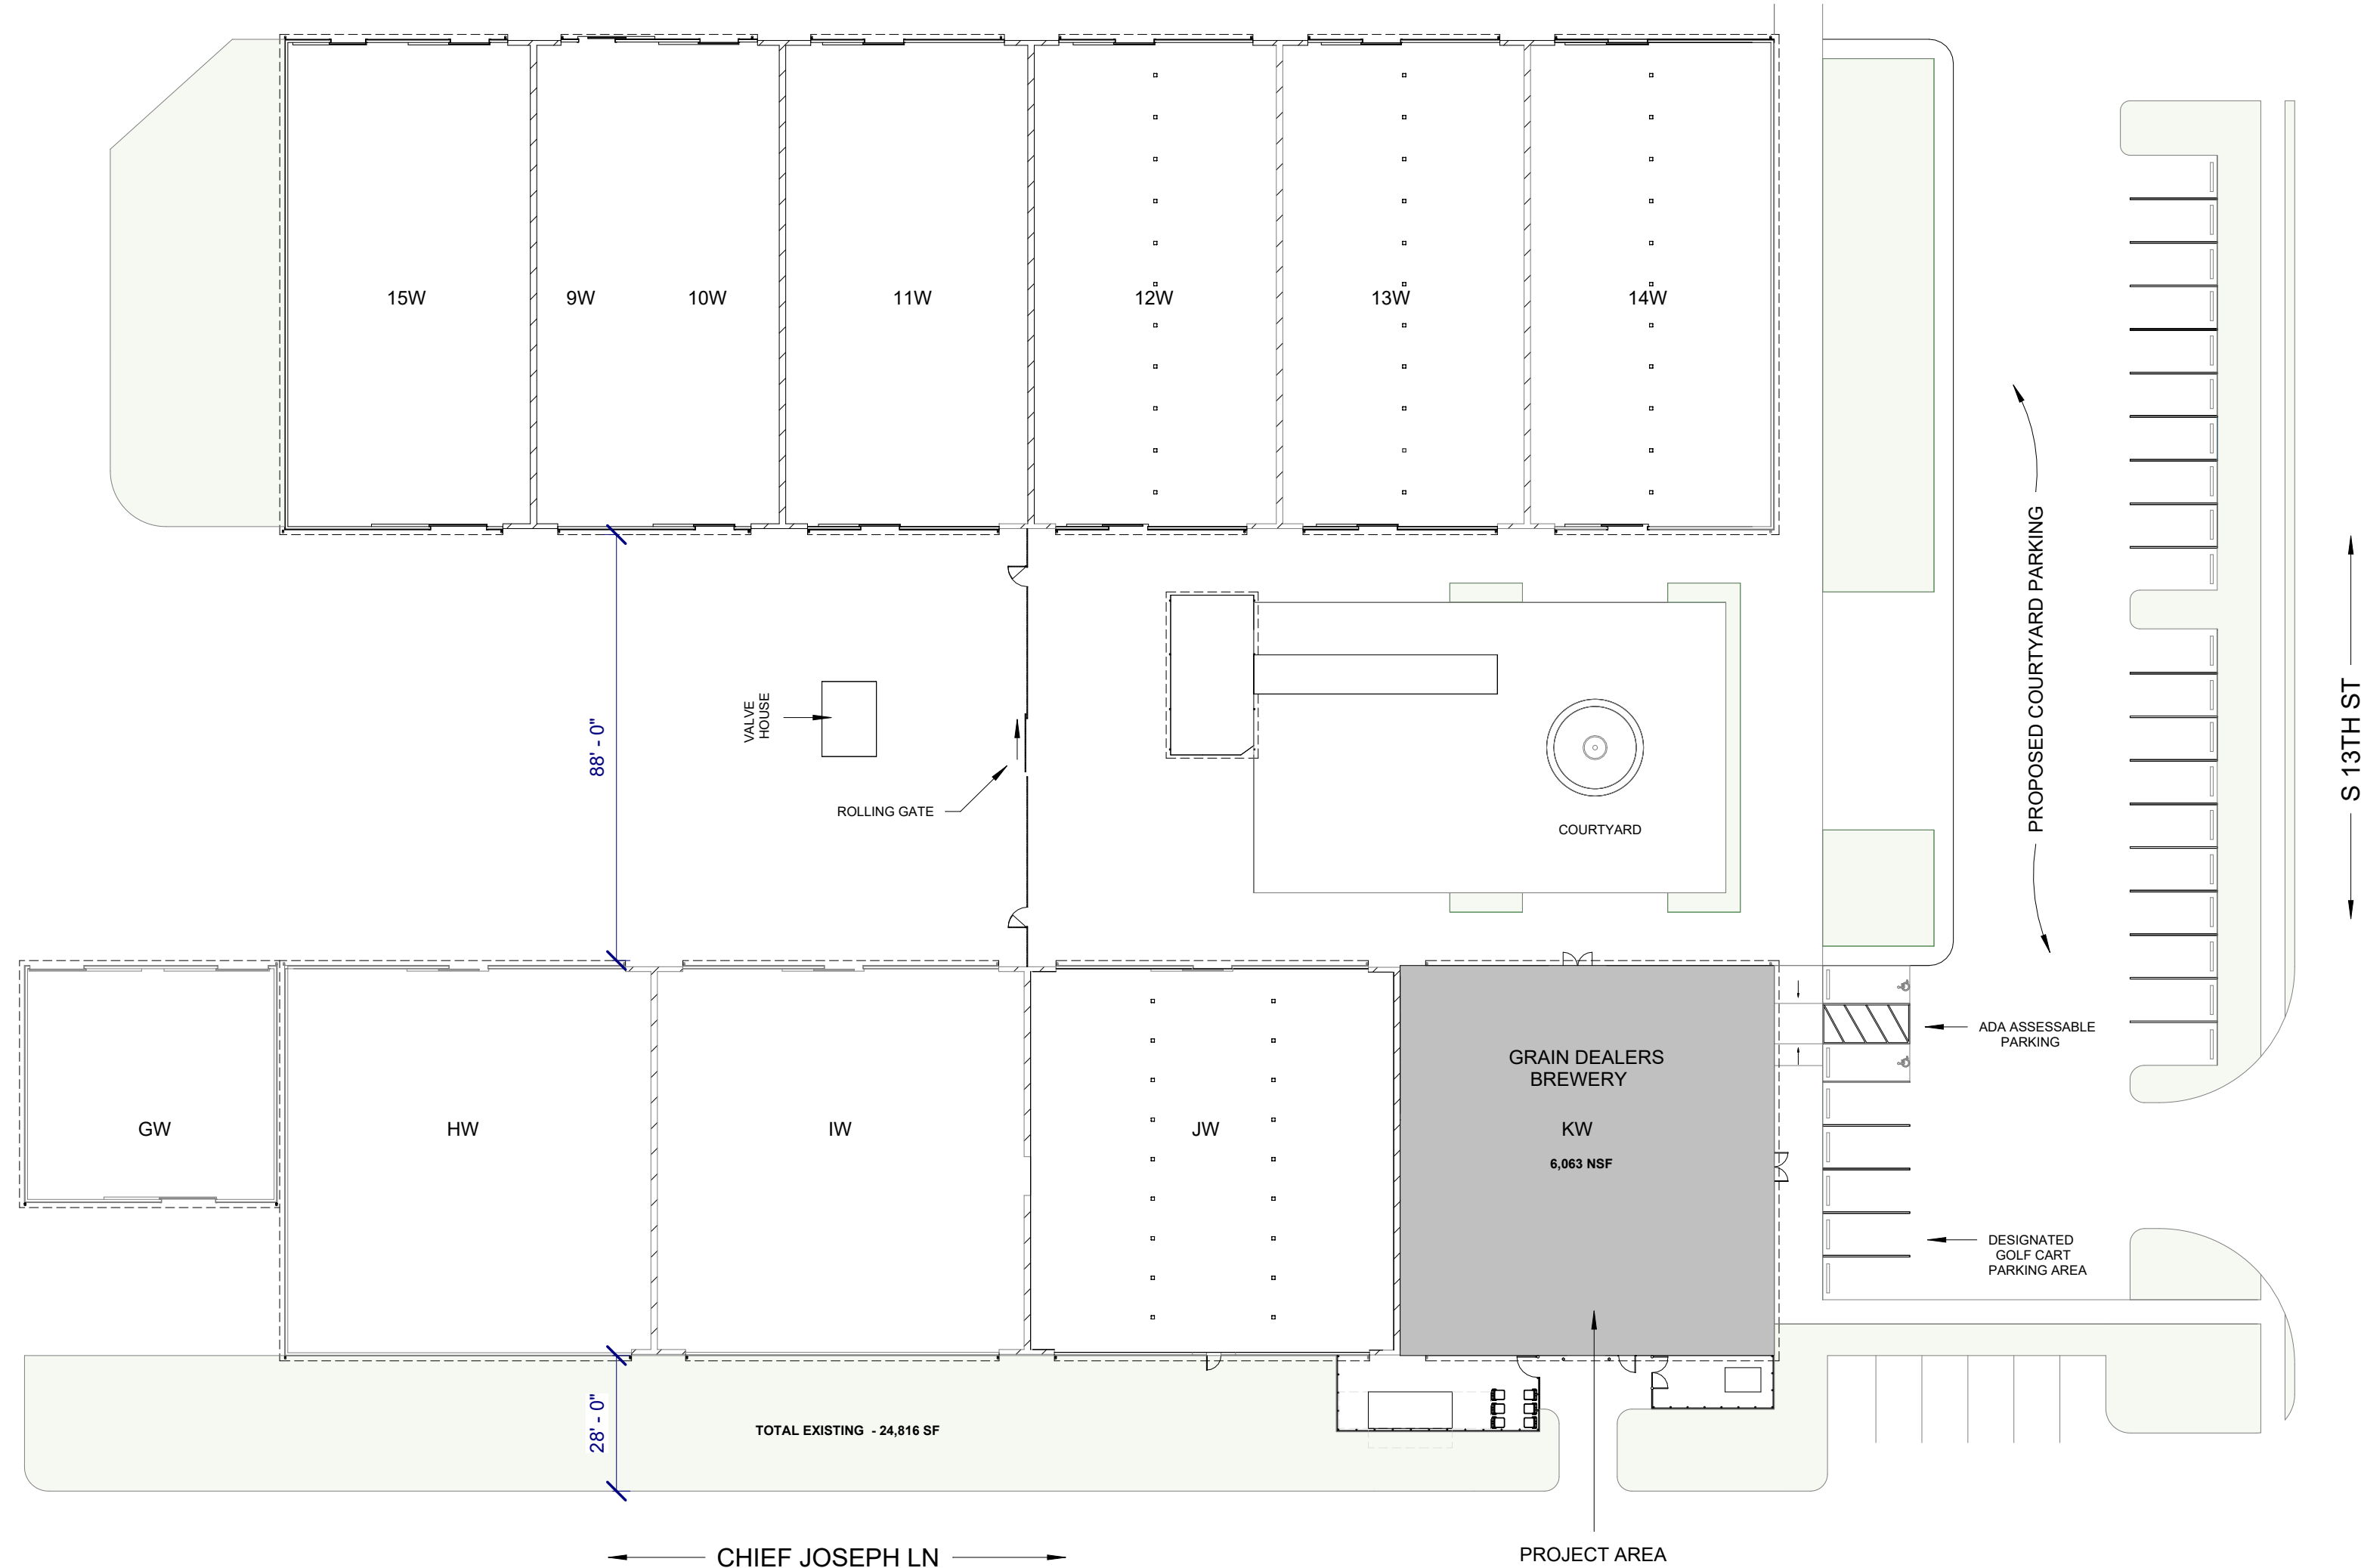 15W
9W
10W
11W
12W
13W
14W
PROPOSED COURTYARD PARKING
S 13TH ST
88' - 0"
VALVE
HOUSE
ROLLING GATE
COURTYARD
GW
HW
IW
JW
GRAIN DEALERS
BREWERY
KW
6,063 NSF
ADA ASSESSABLE
PARKING
DESIGNATED
GOLF CART
PARKING AREA
28' - 0"
TOTAL EXISTING - 24,816 SF
CHIEF JOSEPH LN
PROJECT AREA